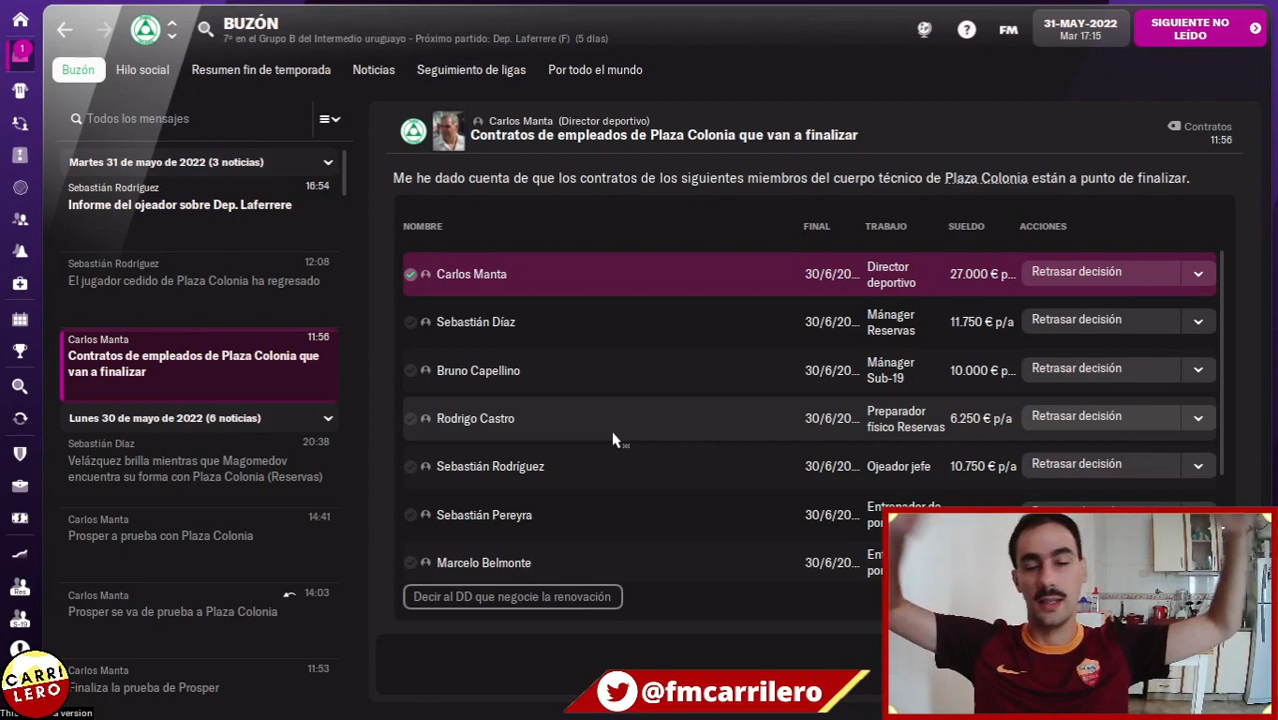 BUZÓN
7º en el Grupo B del Intermedio uruguayo - Próximo partido: Dep. Laferrere (F) (5 días)
FM
31-MAY-2022
Mar 17:15
SIGUIENTE NO
LEÍDO
1
Buzón
Hilo social
Resumen fin de temporada
Noticias
Seguimiento de ligas
Por todo el mundo
Todos los mensajes
Martes 31 de mayo de 2022 (3 noticias)
Sebastián Rodríguez 16:54
Informe del ojeador sobre Dep. Laferrere
Sebastián Rodríguez 12:08
El jugador cedido de Plaza Colonia ha regresado
Carlos Manta 11:56
Contratos de empleados de Plaza Colonia que
van a finalizar
Lunes 30 de mayo de 2022 (6 noticias)
Sebastián Díaz 20:38
Velázquez brilla mientras que Magomedov
encuentra su forma con Plaza Colonia (Reservas)
Carlos Manta 14:41
Prosper a prueba con Plaza Colonia
Carlos Manta 14:03
Prosper se va de prueba a Plaza Colonia
Carlos Manta 11:53
Finaliza la prueba de Prosper
Res
S-19
Carlos Manta (Director deportivo)
Contratos de empleados de Plaza Colonia que van a finalizar
Contratos
11:56
Me he dado cuenta de que los contratos de los siguientes miembros del cuerpo técnico de Plaza Colonia están a punto de finalizar.
NOMBRE FINAL TRABAJO SUELDO ACCIONES
Carlos Manta 30/6/20... Director deportivo 27.000 € p... Retrasar decisión
Sebastián Díaz 30/6/20... Mánager Reservas 11.750 € p/a Retrasar decisión
Bruno Capellino 30/6/20... Mánager Sub-19 10.000 € p... Retrasar decisión
Rodrigo Castro 30/6/20... Preparador físico Reservas 6.250 € p/a Retrasar decisión
Sebastián Rodríguez 30/6/20... Ojeador jefe 10.750 € p/a Retrasar decisión
Sebastián Pereyra 30/6/20...
Marcelo Belmonte 30/6/20...
Decir al DD que negocie la renovación
CARRI
LERO
version
@fmcarrilero